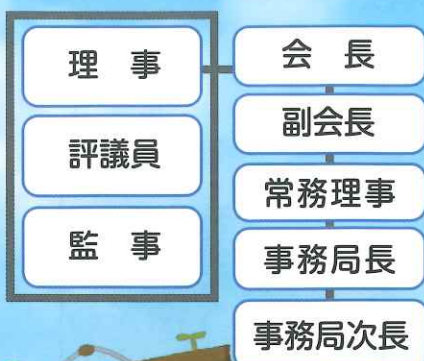 理 事
評議員
監 事
会 長
副会長
常務理事
事務局長
事務局次長